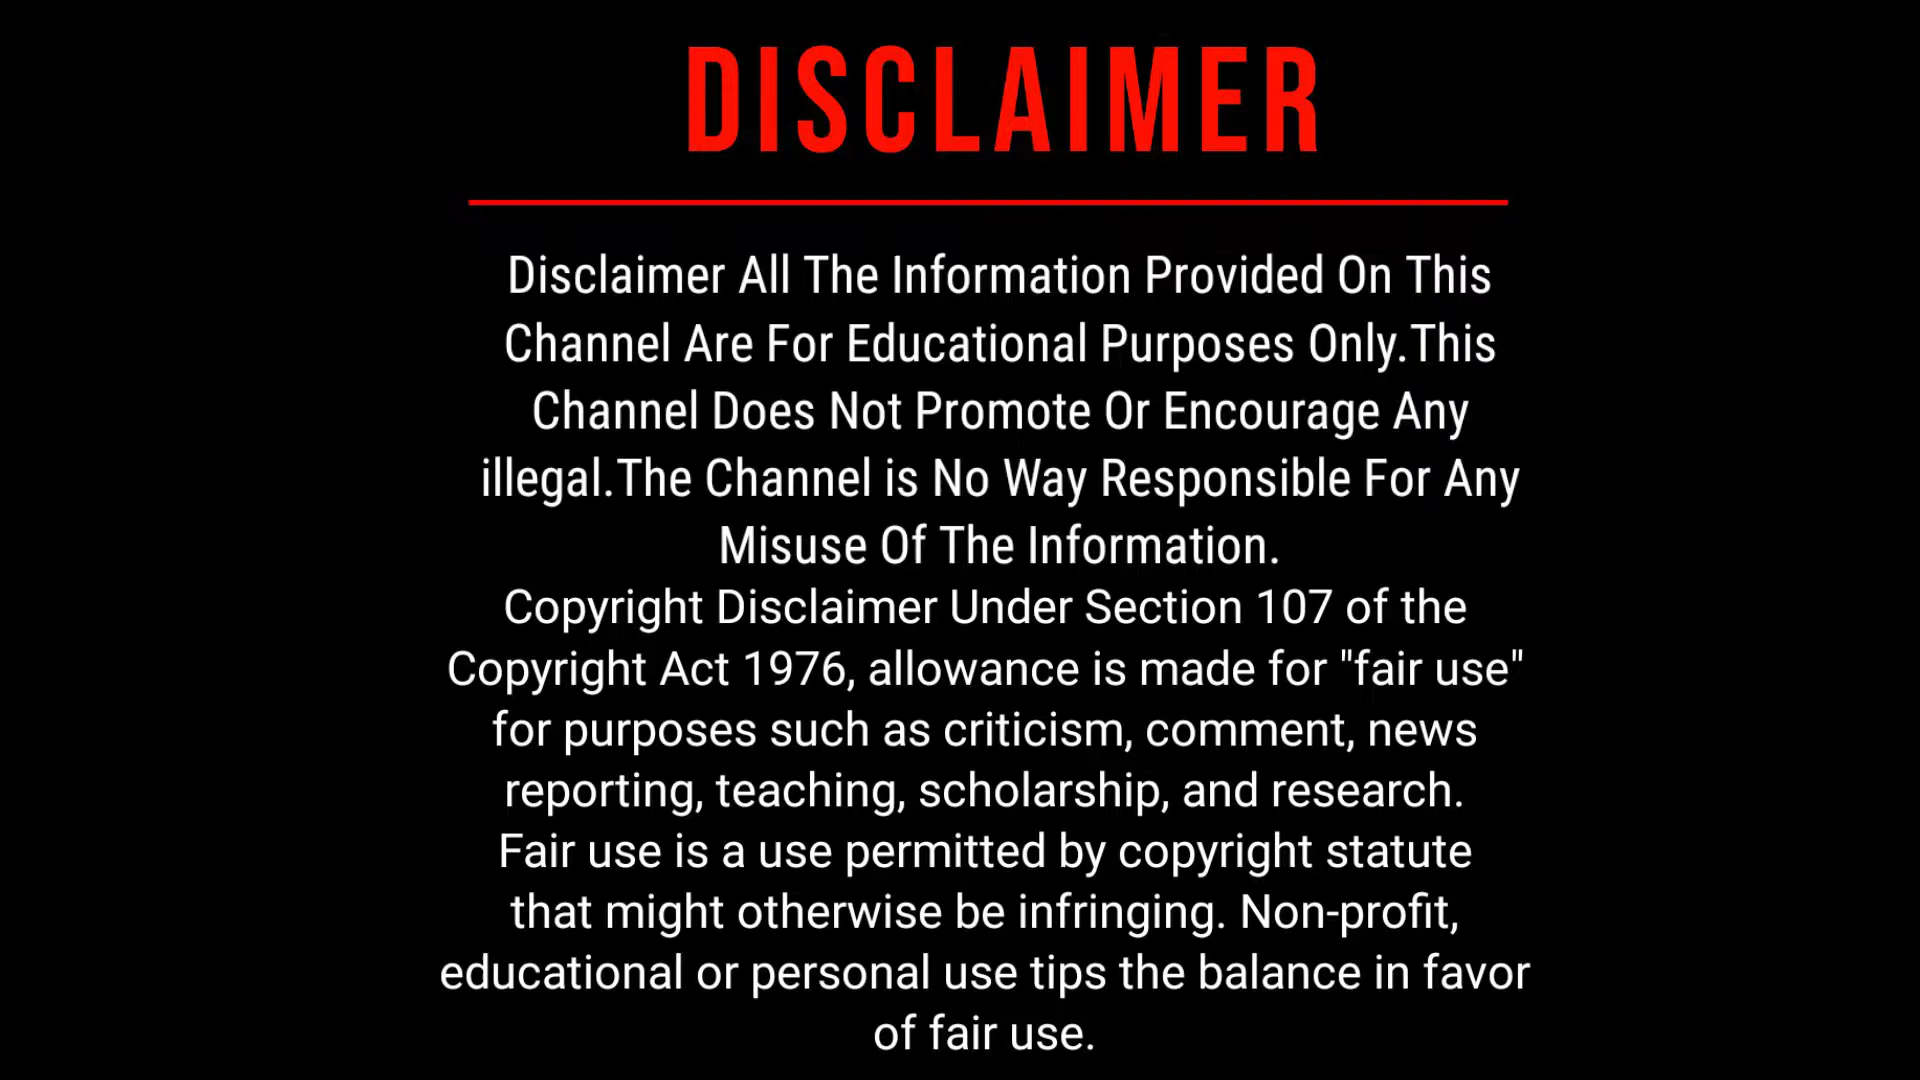 DISCLAIMER
Disclaimer All The Information Provided On This
Channel Are For Educational Purposes Only.This
Channel Does Not Promote Or Encourage Any
illegal.The Channel is No Way Responsible For Any
Misuse Of The Information.
Copyright Disclaimer Under Section 107 of the
Copyright Act 1976, allowance is made for "fair use"
for purposes such as criticism, comment, news
reporting, teaching, scholarship, and research.
Fair use is a use permitted by copyright statute
that might otherwise be infringing. Non-profit,
educational or personal use tips the balance in favor
of fair use.